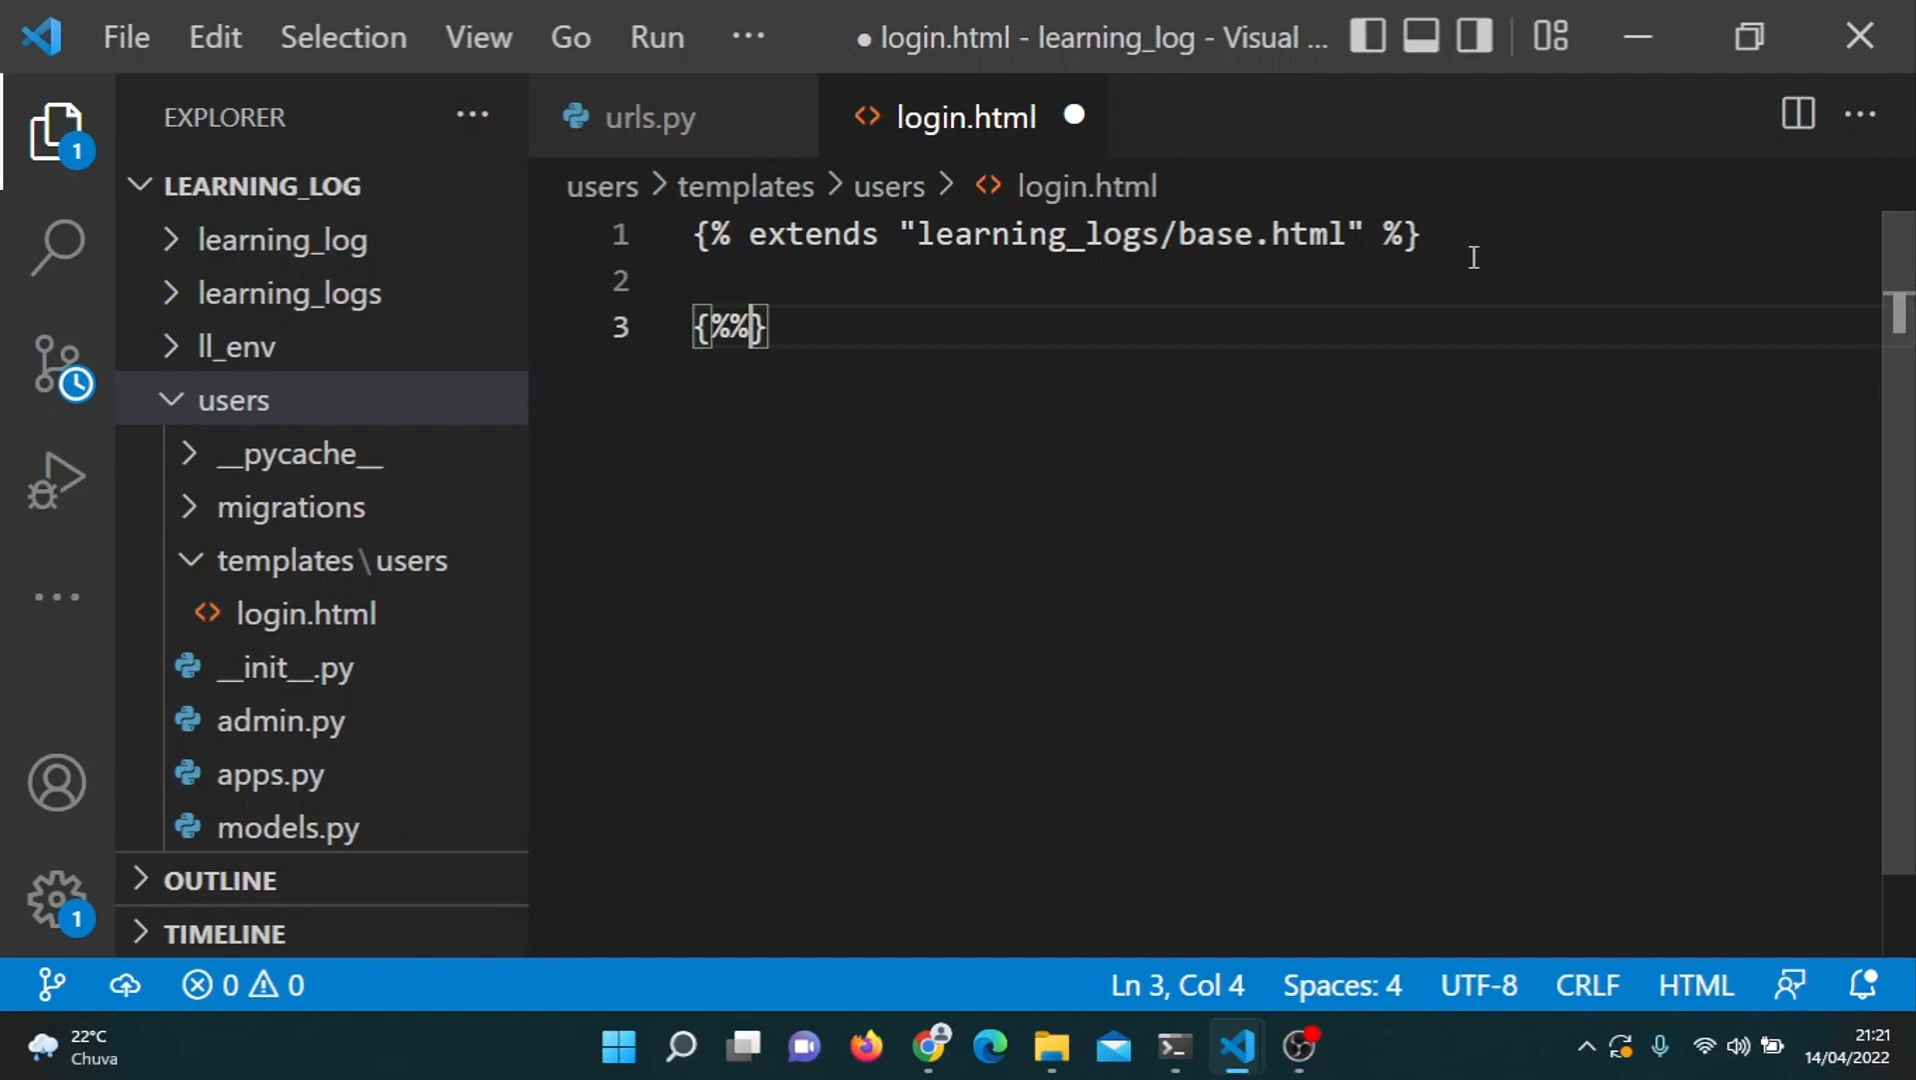 File Edit Selection View Go Run ··· ● login.html - learning_log - Visual ...
EXPLORER ···
urls.py
login.html ●
LEARNING_LOG
users > templates > users > login.html
learning_log
learning_logs
ll_env
users
__pycache__
migrations
templates\users
login.html
__init__.py
admin.py
apps.py
models.py
OUTLINE
TIMELINE
1 {% extends "learning_logs/base.html" %}
2
3 {%%}
1
1
0 0 Ln 3, Col 4 Spaces: 4 UTF-8 CRLF HTML
22°C
Chuva
21:21
14/04/2022